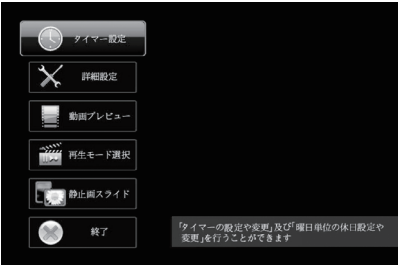 タイマー設定
詳細設定
動画プレビュー
再生モード選択
静止画スライド
終了
「タイマーの設定や変更」及び「曜日単位の休日設定や
変更」を行うことができます